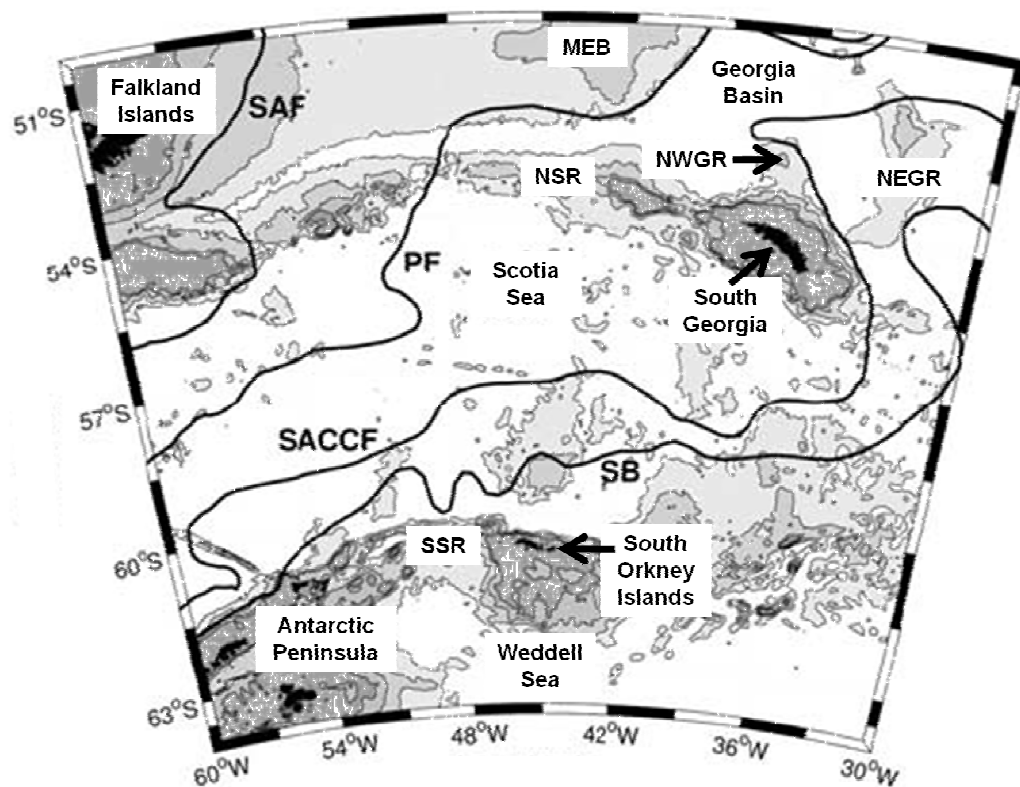 MEB
Georgia
Basin
Falkland
Islands
SAF
51°S
NWGR
NSR
NEGR
54°S
PF
Scotia
Sea
South
Georgia
57°S
SACCF
SB
SSR
South
Orkney
Islands
60°S
Antarctic
Peninsula
Weddell
Sea
63°S
60°W
54°W
48°W
42°W
36°W
30°W